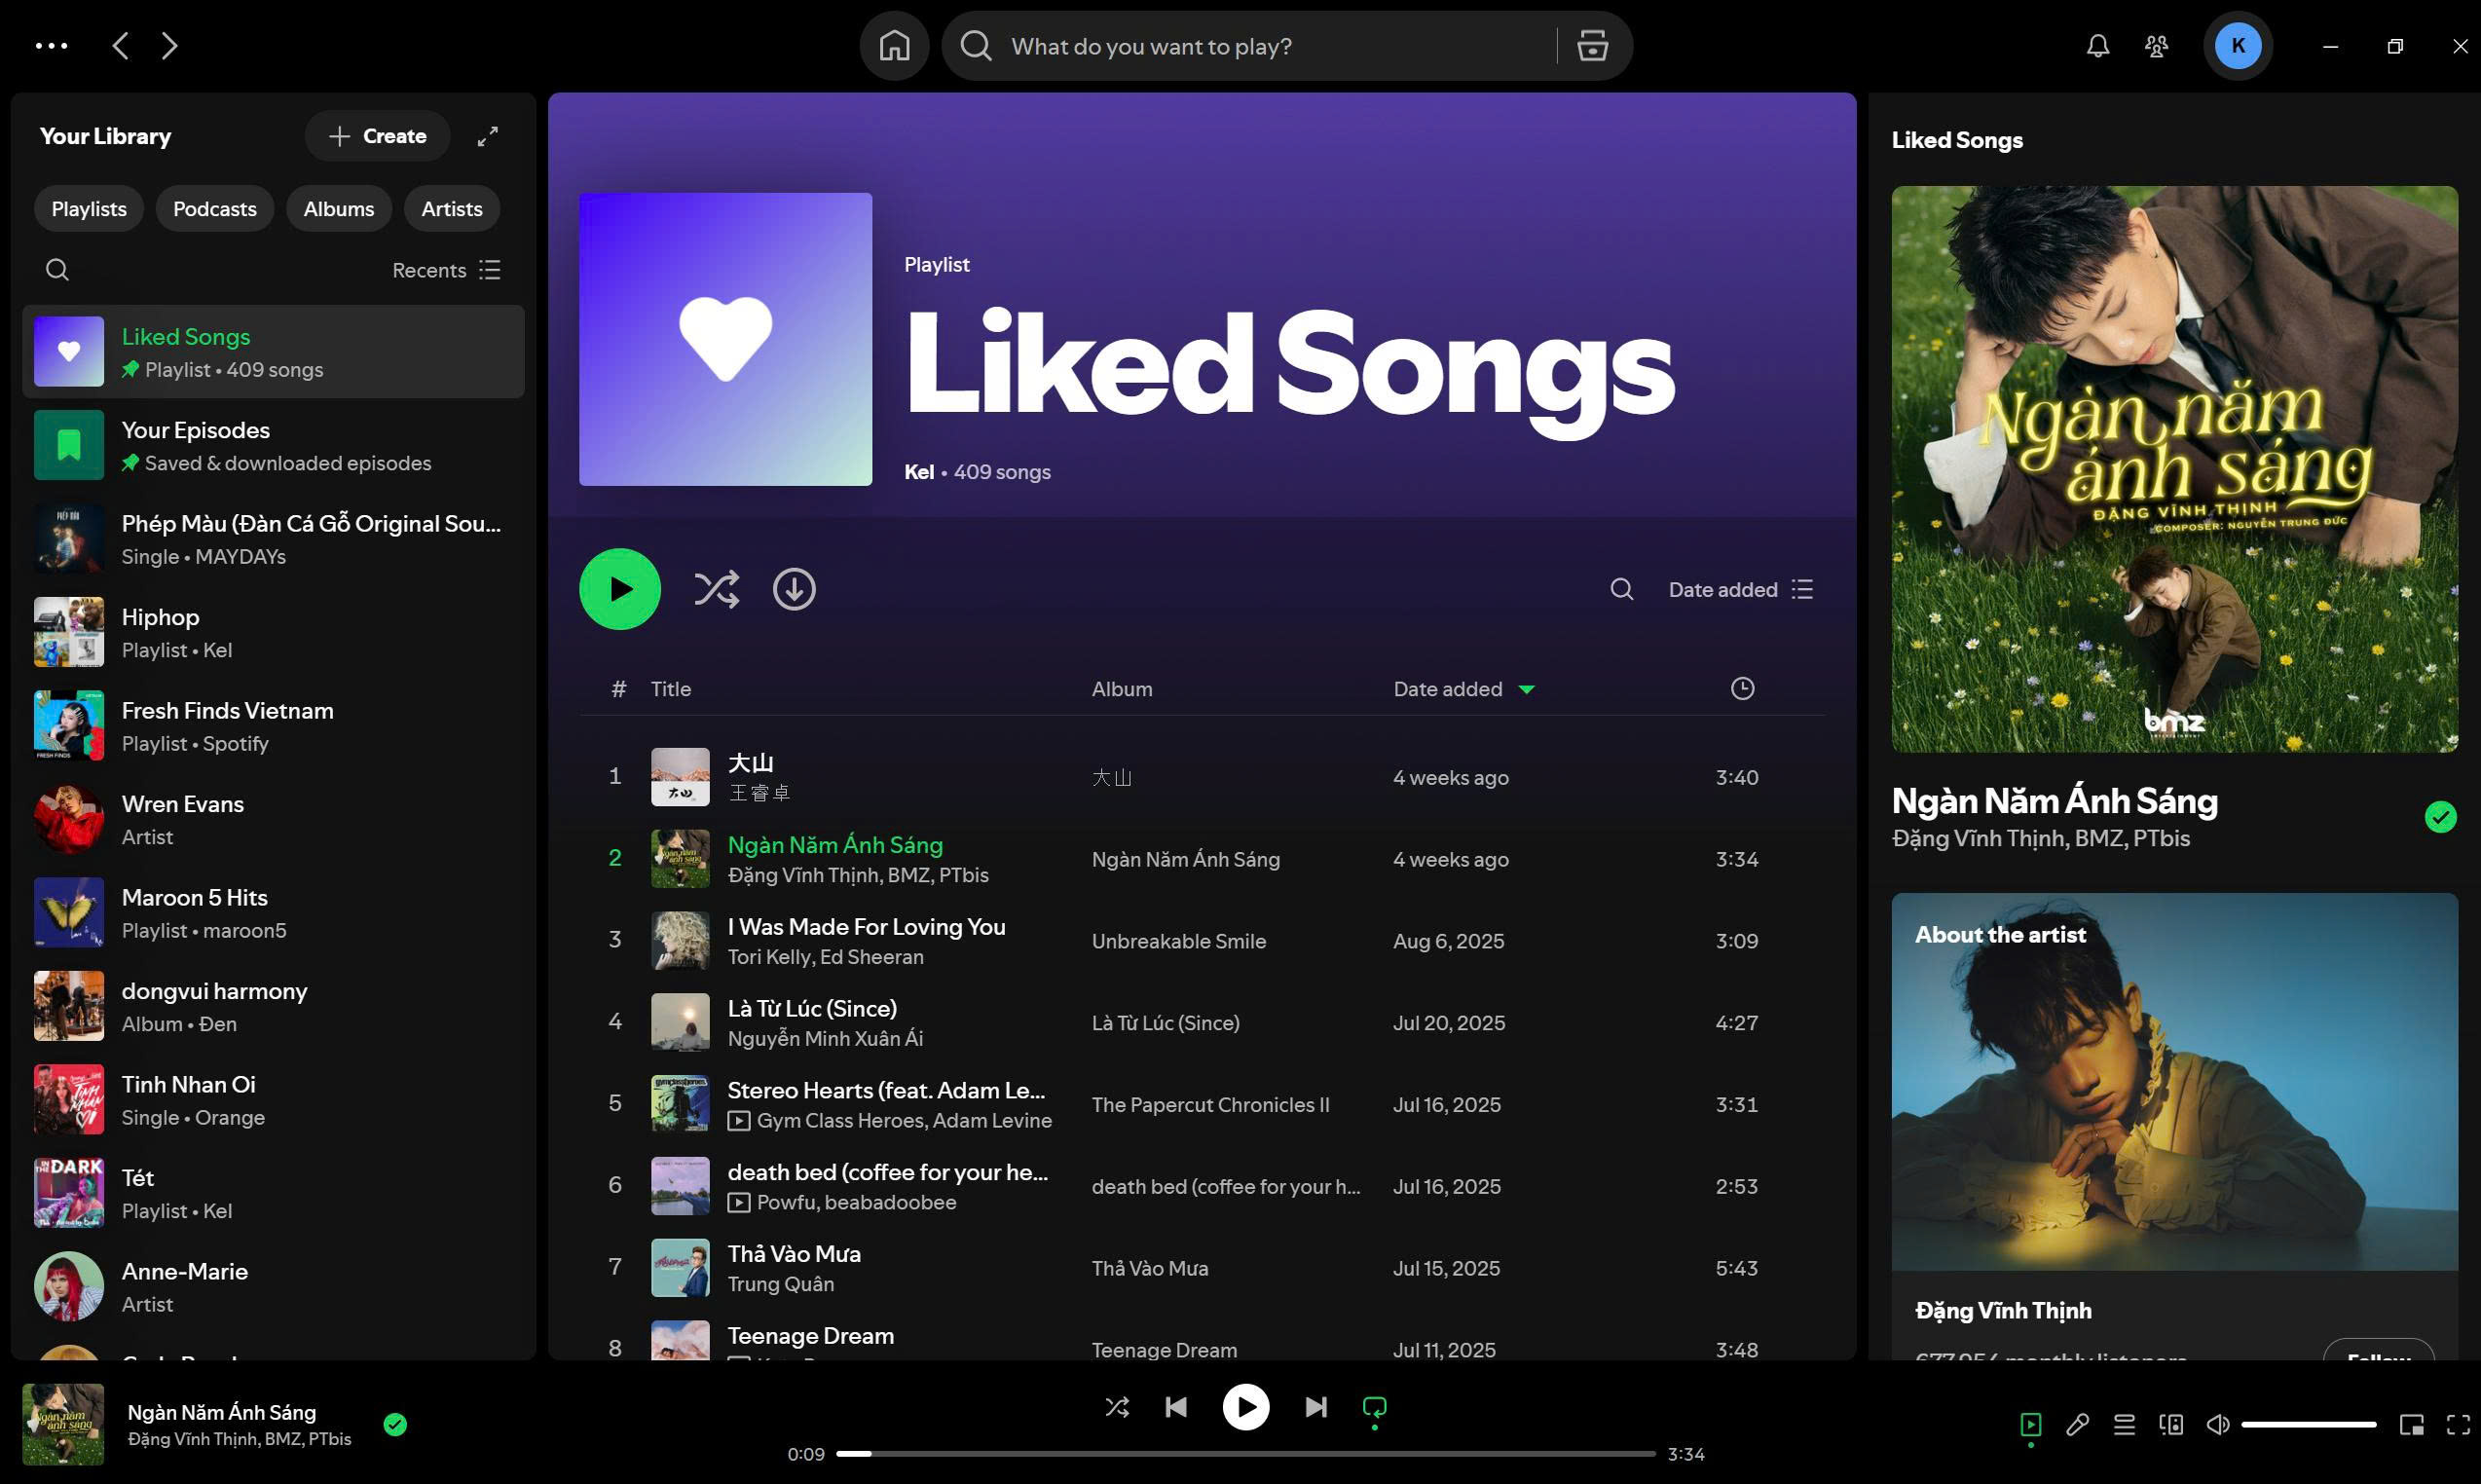 What do you want to play?
K
Your Library
Create
Playlists
Podcasts
Albums
Artists
Recents
Liked Songs
Playlist • 409 songs
Your Episodes
Saved & downloaded episodes
Phép Màu (Đàn Cá Gỗ Original Sou...
Single • MAYDAYs
Hiphop
Playlist • Kel
Fresh Finds Vietnam
Playlist • Spotify
Wren Evans
Artist
Maroon 5 Hits
Playlist • maroon5
dongvui harmony
Album • Đen
Tinh Nhan Oi
Single • Orange
Tét
Playlist • Kel
Anne-Marie
Artist
Playlist
Liked Songs
Kel • 409 songs
Date added
# Title Album Date added
1 大山 大山 4 weeks ago 3:40
王睿卓
2 Ngàn Năm Ánh Sáng Ngàn Năm Ánh Sáng 4 weeks ago 3:34
Đặng Vĩnh Thịnh, BMZ, PTbis
3 I Was Made For Loving You Unbreakable Smile Aug 6, 2025 3:09
Tori Kelly, Ed Sheeran
4 Là Từ Lúc (Since) Là Từ Lúc (Since) Jul 20, 2025 4:27
Nguyễn Minh Xuân Ái
5 Stereo Hearts (feat. Adam Le... The Papercut Chronicles II Jul 16, 2025 3:31
Gym Class Heroes, Adam Levine
6 death bed (coffee for your he... death bed (coffee for your h... Jul 16, 2025 2:53
Powfu, beabadoobee
7 Thả Vào Mưa Thả Vào Mưa Jul 15, 2025 5:43
Trung Quân
8 Teenage Dream Teenage Dream Jul 11, 2025 3:48
Liked Songs
Ngàn năm
ánh sáng
ĐẶNG VĨNH THỊNH
COMPOSER: NGUYỄN TRUNG ĐỨC
bmz
Ngàn Năm Ánh Sáng
Đặng Vĩnh Thịnh, BMZ, PTbis
About the artist
Đặng Vĩnh Thịnh
Follow
Ngàn Năm Ánh Sáng
Đặng Vĩnh Thịnh, BMZ, PTbis
0:09
3:34